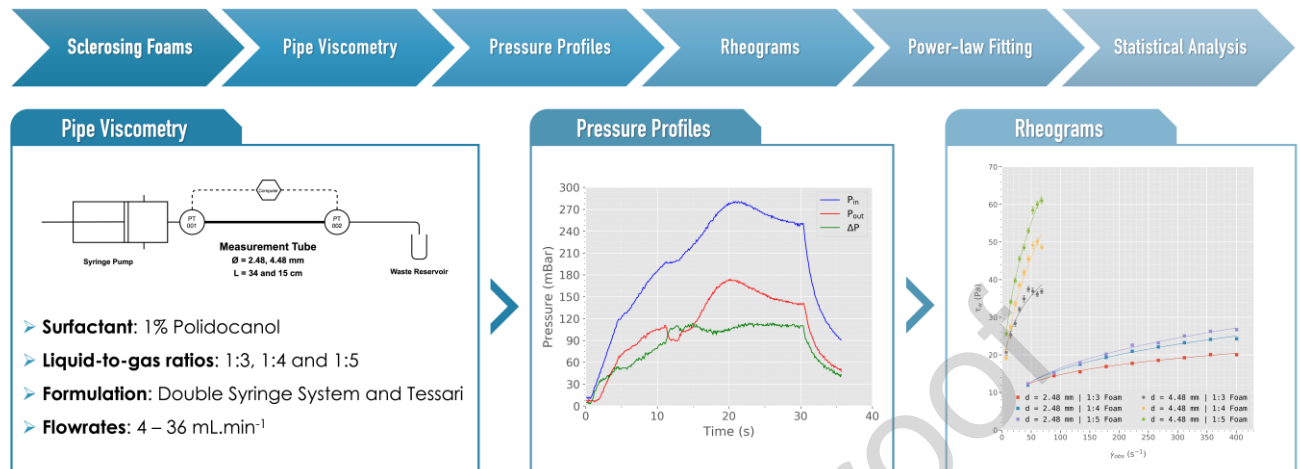 Sclerosing Foams
Pipe Viscometry
Pressure Profiles
Rheograms
Power-law Fitting
Statistical Analysis
Pipe Viscometry
Computer
PT
001
PT
002
Measurement Tube
Ø = 2.48, 4.48 mm
L = 34 and 15 cm
Syringe Pump
Waste Reservoir
➤ Surfactant: 1% Polidocanol
➤ Liquid-to-gas ratios: 1:3, 1:4 and 1:5
➤ Formulation: Double Syringe System and Tessari
➤ Flowrates: 4 – 36 mL.min⁻¹
Pressure Profiles
300
270
240
210
180
150
120
90
60
30
0
Pressure (mBar)
P_in
P_out
ΔP
0 10 20 30 40
Time (s)
Rheograms
70
60
50
40
30
20
10
0
(Pa)
d = 2.48 mm | 1:3 Foam
d = 2.48 mm | 1:4 Foam
d = 2.48 mm | 1:5 Foam
d = 4.48 mm | 1:3 Foam
d = 4.48 mm | 1:4 Foam
d = 4.48 mm | 1:5 Foam
0 50 100 150 200 250 300 350 400
γ̇_obs (s⁻¹)
roof